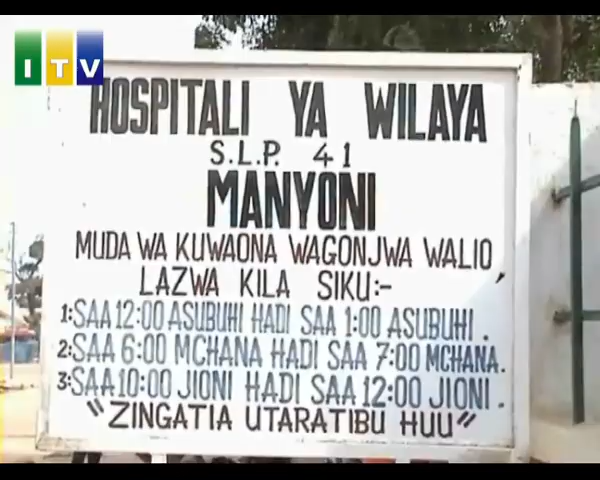 ITV
HOSPITALI YA WILAYA
S.L.P. 41
MANYONI
MUDA WA KUWAONA WAGONJWA WALIO
LAZWA KILA SIKU:-
1:SAA 12:00 ASUBUHI HADI SAA 1:00 ASUBUHI.
2:SAA 6:00 MCHANA HADI SAA 7:00 MCHANA.
3:SAA 10:00 JIONI HADI SAA 12:00 JIONI.
"ZINGATIA UTARATIBU HUU"